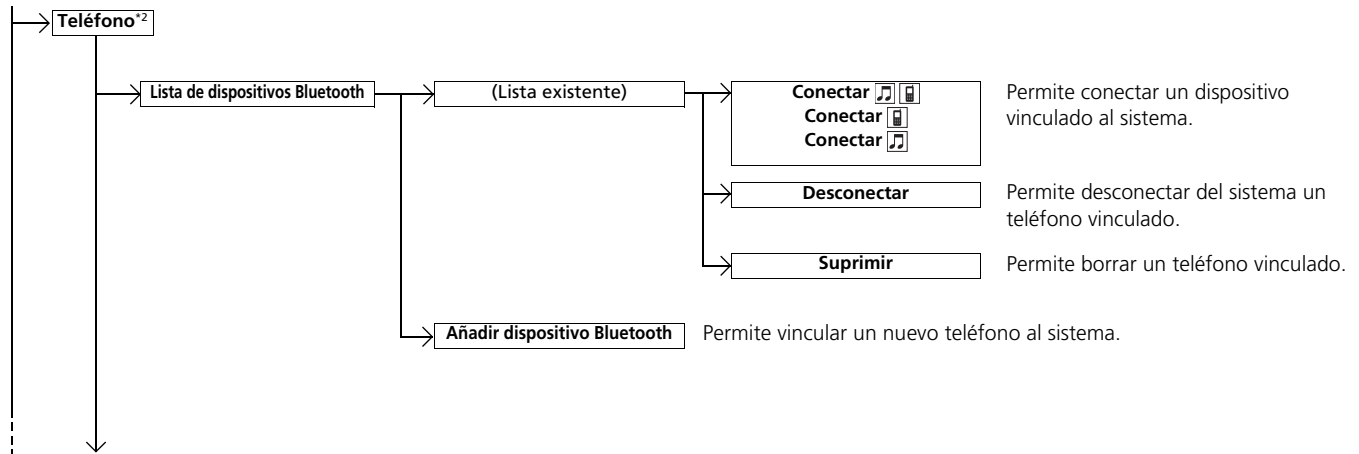 Teléfono*2
Lista de dispositivos Bluetooth
(Lista existente)
Conectar
Conectar
Conectar
Permite conectar un dispositivo
vinculado al sistema.
Desconectar
Permite desconectar del sistema un
teléfono vinculado.
Suprimir
Permite borrar un teléfono vinculado.
Añadir dispositivo Bluetooth
Permite vincular un nuevo teléfono al sistema.